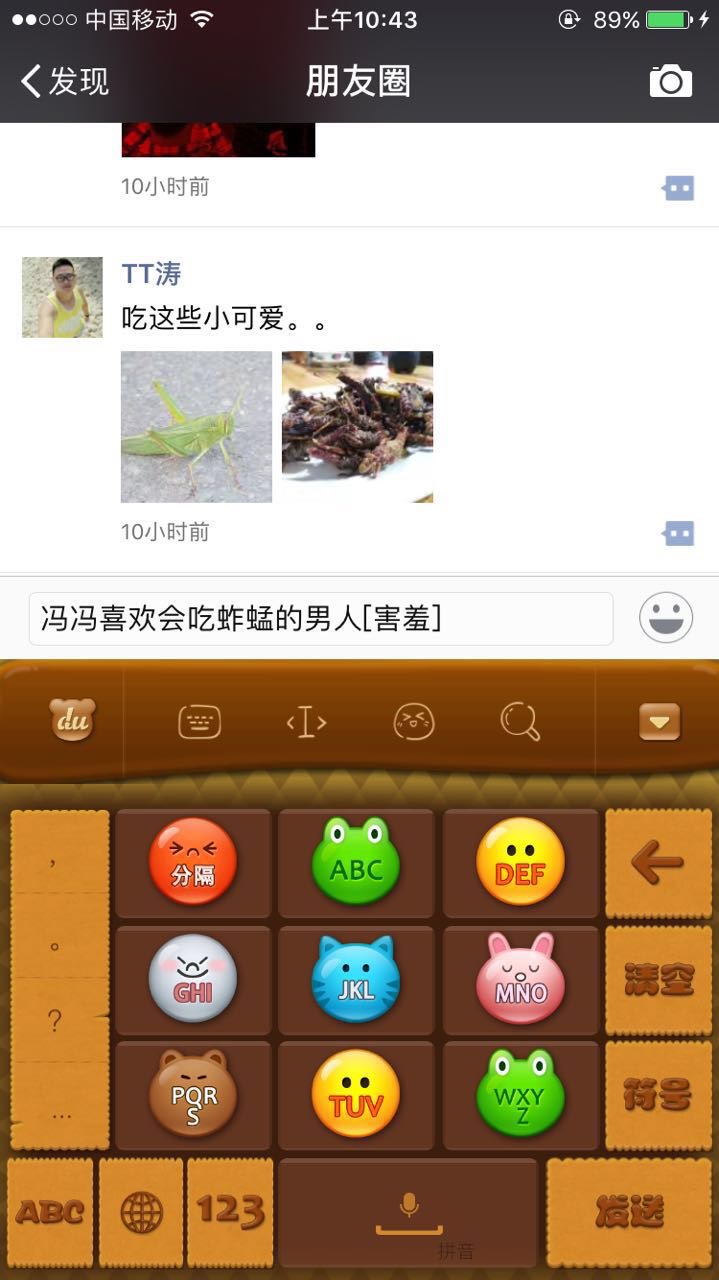 中国移动 上午10:43 89%
发现 朋友圈
10小时前
TT涛
吃这些小可爱。。
10小时前
冯冯喜欢会吃蚱蜢的男人[害羞]
du
， 分隔 ABC DEF
。 GHI JKL MNO 清空
？ PQRS TUV WXYZ 符号
…
ABC 123 拼音 发送